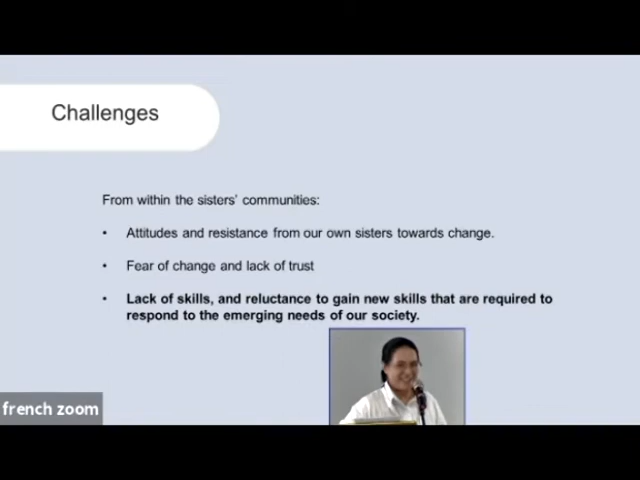 Challenges
From within the sisters' communities:
• Attitudes and resistance from our own sisters towards change.
• Fear of change and lack of trust
• Lack of skills, and reluctance to gain new skills that are required to
respond to the emerging needs of our society.
french zoom